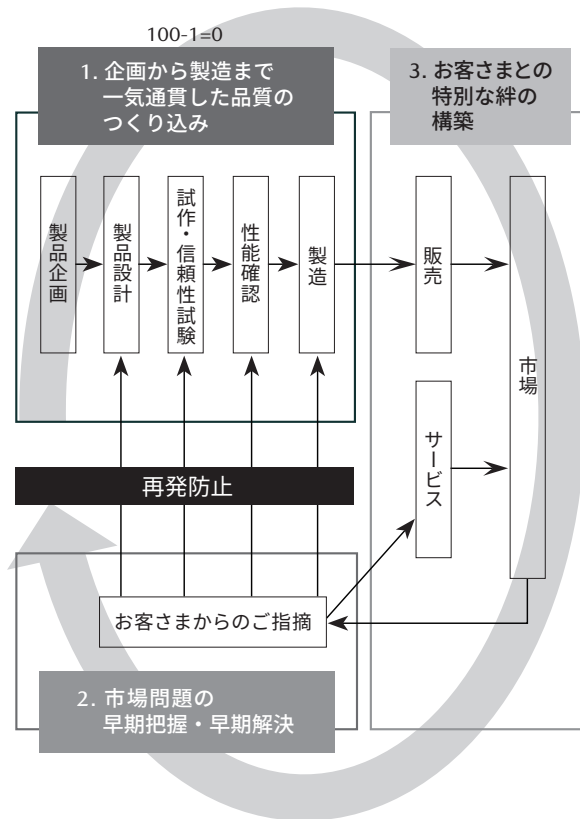 100-1=0
1. 企画から製造まで
一気通貫した品質の
つくり込み
3. お客さまとの
特別な絆の
構築
製品企画
製品設計
試作・信頼性試験
性能確認
製造
販売
市場
サービス
再発防止
お客さまからのご指摘
2. 市場問題の
早期把握・早期解決